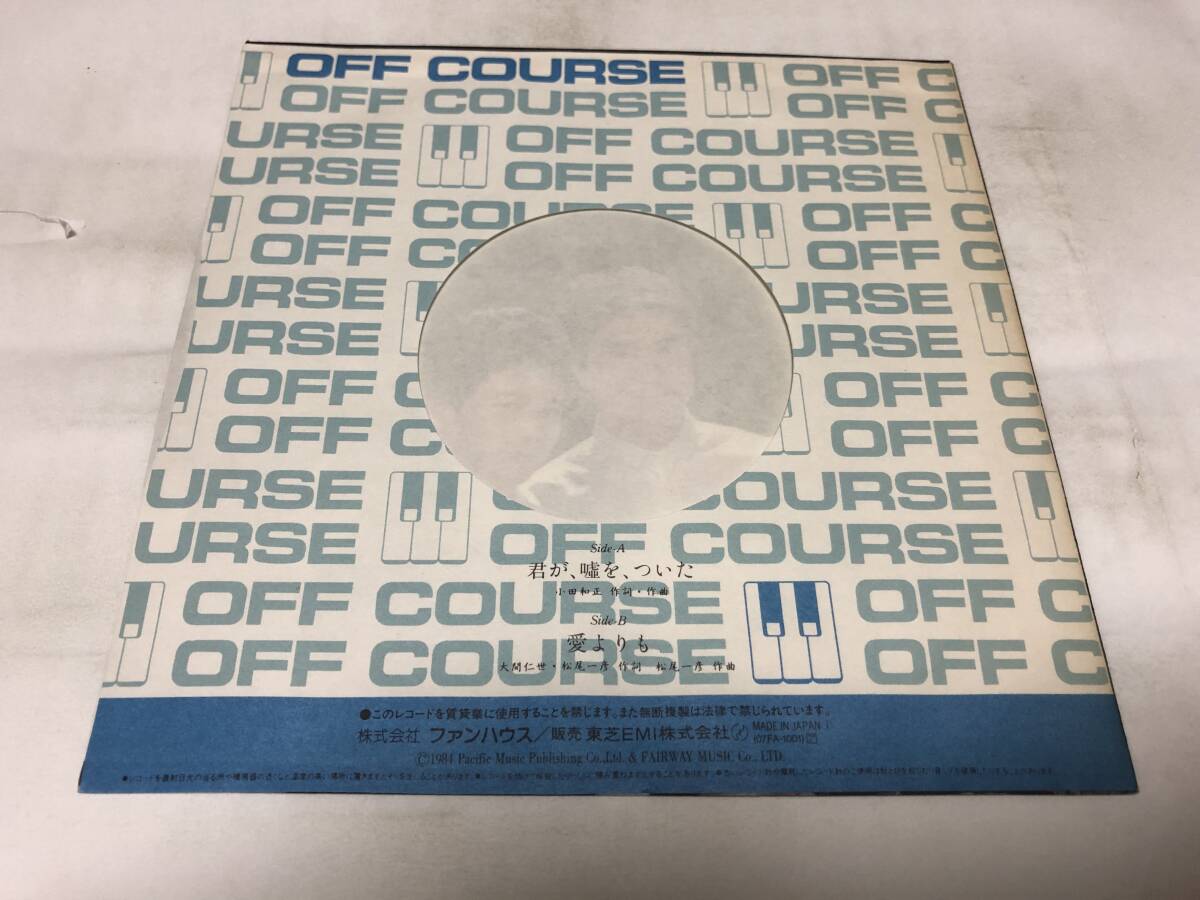 OFF COURSE OFF C
OFF COURSE OFF C
URSE OFF COURSE
URSE OFF COURSE
OFF COURSE OFF C
OFF C OFF C
URSE URSE
URSE URSE
OFF C OFF C
OFF C OFF C
URSE OURSE
URSE OFF COURSE
Side-A
君が、嘘を、ついた
小田和正 作詞・作曲
OFF COURSE
Side-B
愛よりも
大間仁世・松尾一彦 作詞 松尾一彦 作曲
OFF COURSE
●このレコードを賃貸業に使用することを禁じます。また無断複製は法律で禁じられています。
株式会社 ファンハウス/販売 東芝EMI株式会社 MADE IN JAPAN
(07FA-1001)
©1984 Pacific Music Publishing Co.,Ltd. & FAIRWAY MUSIC Co., LTD.